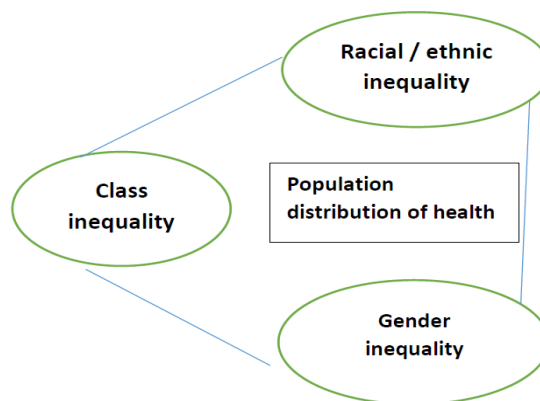 Racial / ethnic
inequality
Class
inequality
Population
distribution of health
Gender
inequality